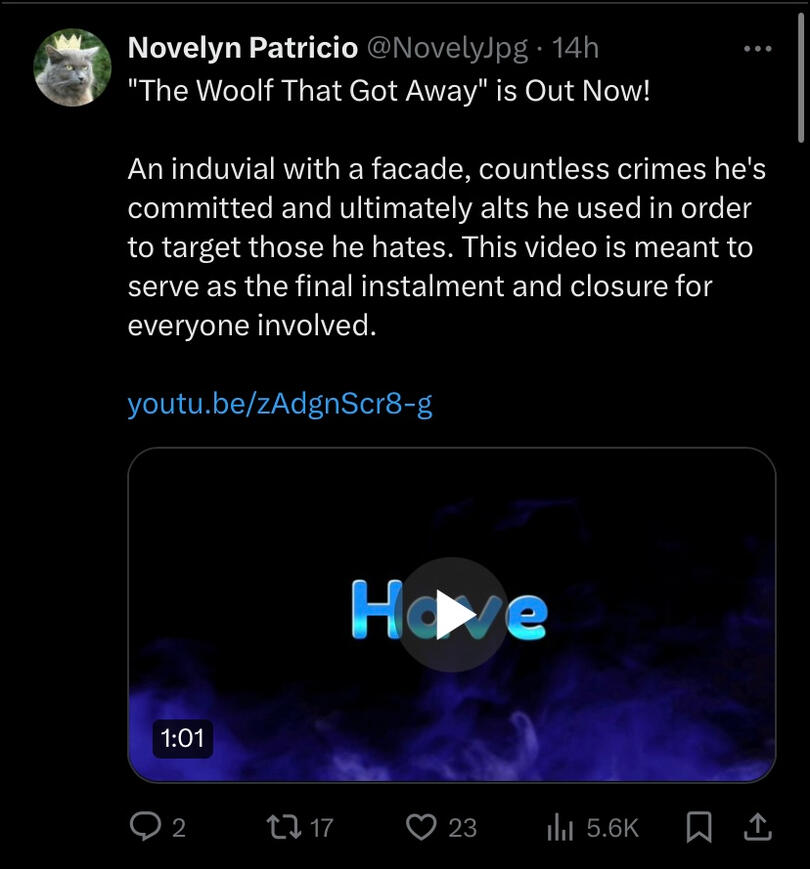 Novelyn Patricio @NovelyJpg · 14h
"The Woolf That Got Away" is Out Now!
An induvial with a facade, countless crimes he's
committed and ultimately alts he used in order
to target those he hates. This video is meant to
serve as the final instalment and closure for
everyone involved.
youtu.be/zAdgnScr8-g
Have
1:01
2 17 23 5.6K